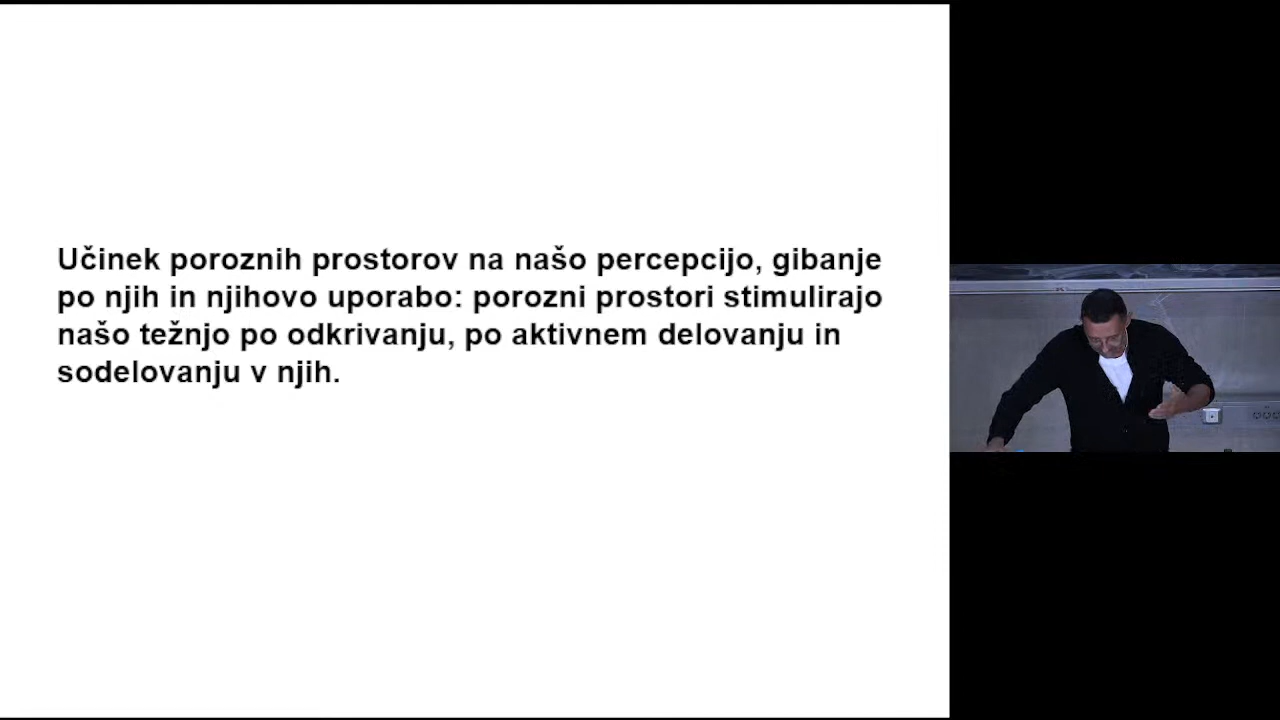 Učinek poroznih prostorov na našo percepcijo, gibanje
po njih in njihovo uporabo: porozni prostori stimulirajo
našo težnjo po odkrivanju, po aktivnem delovanju in
sodelovanju v njih.